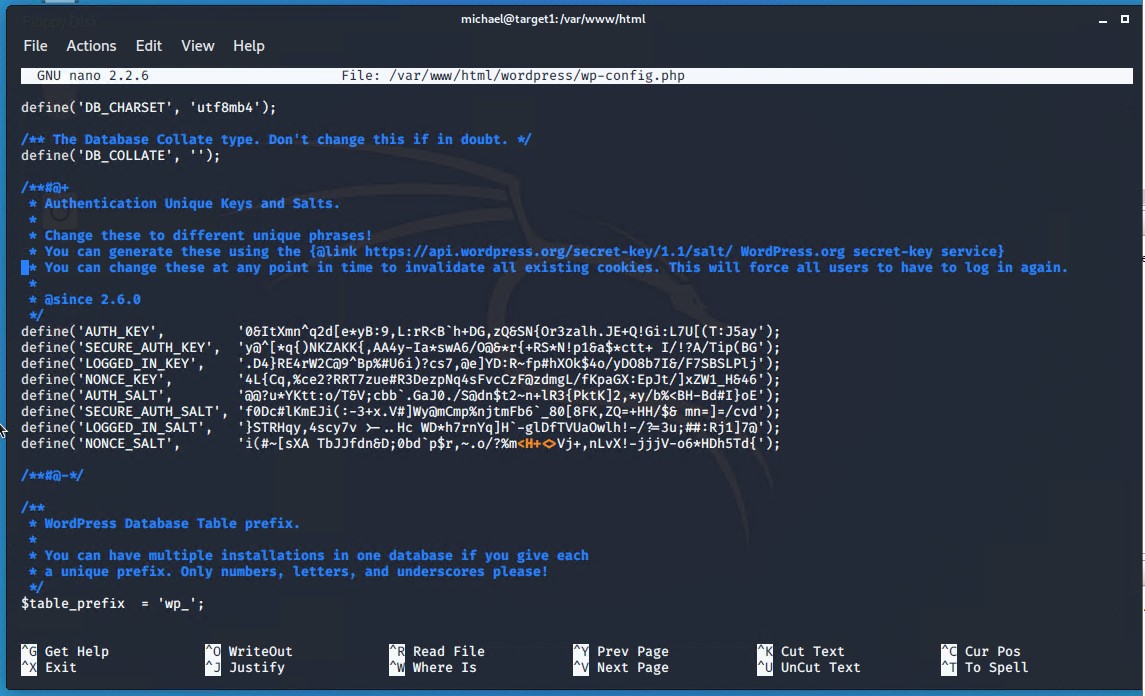 michael@target1:/var/www/html
File Actions Edit View Help
GNU nano 2.2.6 File: /var/www/html/wordpress/wp-config.php
define('DB_CHARSET', 'utf8mb4');
/** The Database Collate type. Don't change this if in doubt. */
define('DB_COLLATE', '');
/**#@+
 * Authentication Unique Keys and Salts.
 *
 * Change these to different unique phrases!
 * You can generate these using the {@link https://api.wordpress.org/secret-key/1.1/salt/ WordPress.org secret-key service}
 * You can change these at any point in time to invalidate all existing cookies. This will force all users to have to log in again.
 *
 * @since 2.6.0
 */
define('AUTH_KEY',         '0&ItXmn^q2d[e*yB:9,L:rR<B`h+DG,zQ&SN{Or3zalh.JE+Q!Gi:L7U[(T:J5ay');
define('SECURE_AUTH_KEY',  'y@^[*q{)NKZAKK{,AA4y-Ia*swA6/O@&*r{+RS*N!p1&a$*ctt+ I/!?A/Tip(BG');
define('LOGGED_IN_KEY',    '.D4}RE4rW2C@9^Bp%#U6i)?cs7,@e]YD:R~fp#hXOK$4o/yDO8b7I&/F7SBSLPlj');
define('NONCE_KEY',        '4L{Cq,%ce2?RRT7zue#R3DezpNq4sFvcCzF@zdmgL/fKpaGX:EpJt/]xZW1_H&46');
define('AUTH_SALT',        '@@?u*YKtt:o/T&V;cbb`.GaJ0./S@dn$t2~n+lR3{PktK]2,*y/b%<BH-Bd#I}oE');
define('SECURE_AUTH_SALT', 'f0Dc#lKmEJi(:-3+x.V#]Wy@mCmp%njtmFb6`_80[8FK,ZQ=+HH/$& mn=]=/cvd');
define('LOGGED_IN_SALT',   '}STRHqy,4scy7v >-..Hc WD*h7rnYq]H`-glDfTVUaOwlh!-/?=3u;##:Rj1]7@');
define('NONCE_SALT',       'i(#~[sXA TbJJfdn&D;0bd`p$r,~.o/?%m<H+<>Vj+,nLvX!-jjjV-o6*HDh5Td{');
/**#@-*/
/**
 * WordPress Database Table prefix.
 *
 * You can have multiple installations in one database if you give each
 * a unique prefix. Only numbers, letters, and underscores please!
 */
$table_prefix  = 'wp_';
^G Get Help ^O WriteOut ^R Read File ^Y Prev Page ^K Cut Text ^C Cur Pos
^X Exit ^J Justify ^W Where Is ^V Next Page ^U UnCut Text ^T To Spell